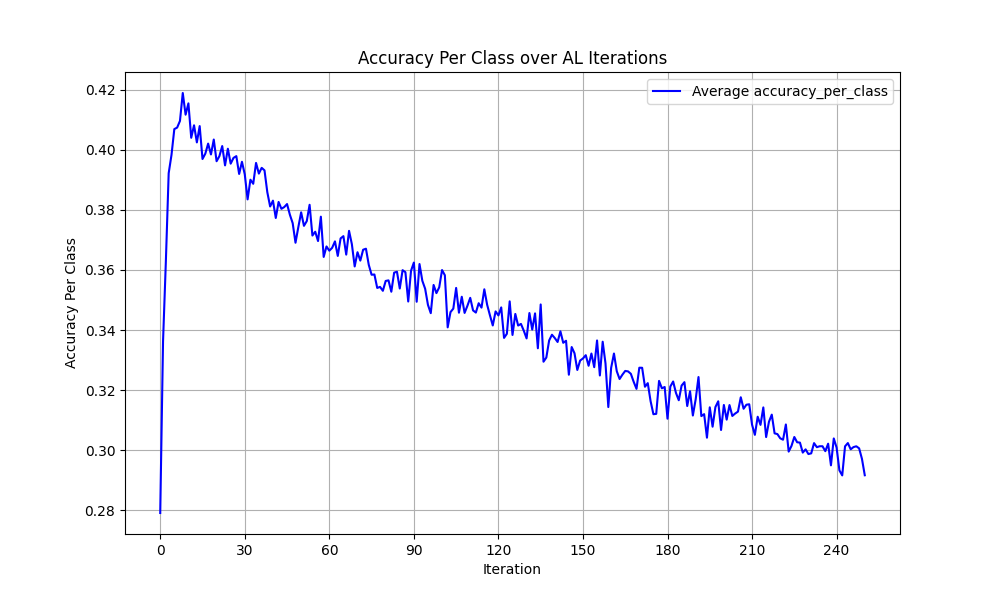 Accuracy Per Class over AL Iterations
Average accuracy_per_class
Accuracy Per Class
0.42
0.40
0.38
0.36
0.34
0.32
0.30
0.28
0 30 60 90 120 150 180 210 240
Iteration